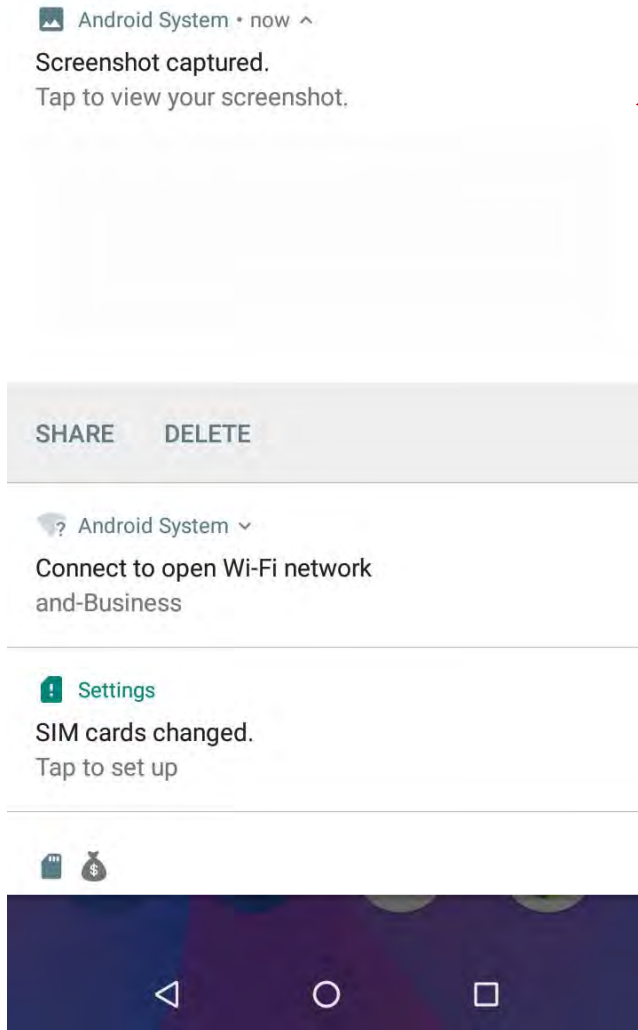 Android System • now
Screenshot captured.
Tap to view your screenshot.
SHARE DELETE
Android System
Connect to open Wi-Fi network
and-Business
Settings
SIM cards changed.
Tap to set up